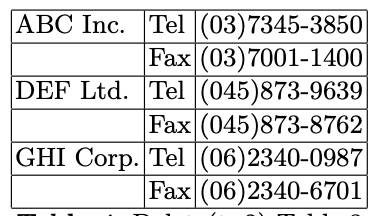 ABC Inc. Tel (03)7345-3850
Fax (03)7001-1400
DEF Ltd. Tel (045)873-9639
Fax (045)873-8762
GHI Corp. Tel (06)2340-0987
Fax (06)2340-6701